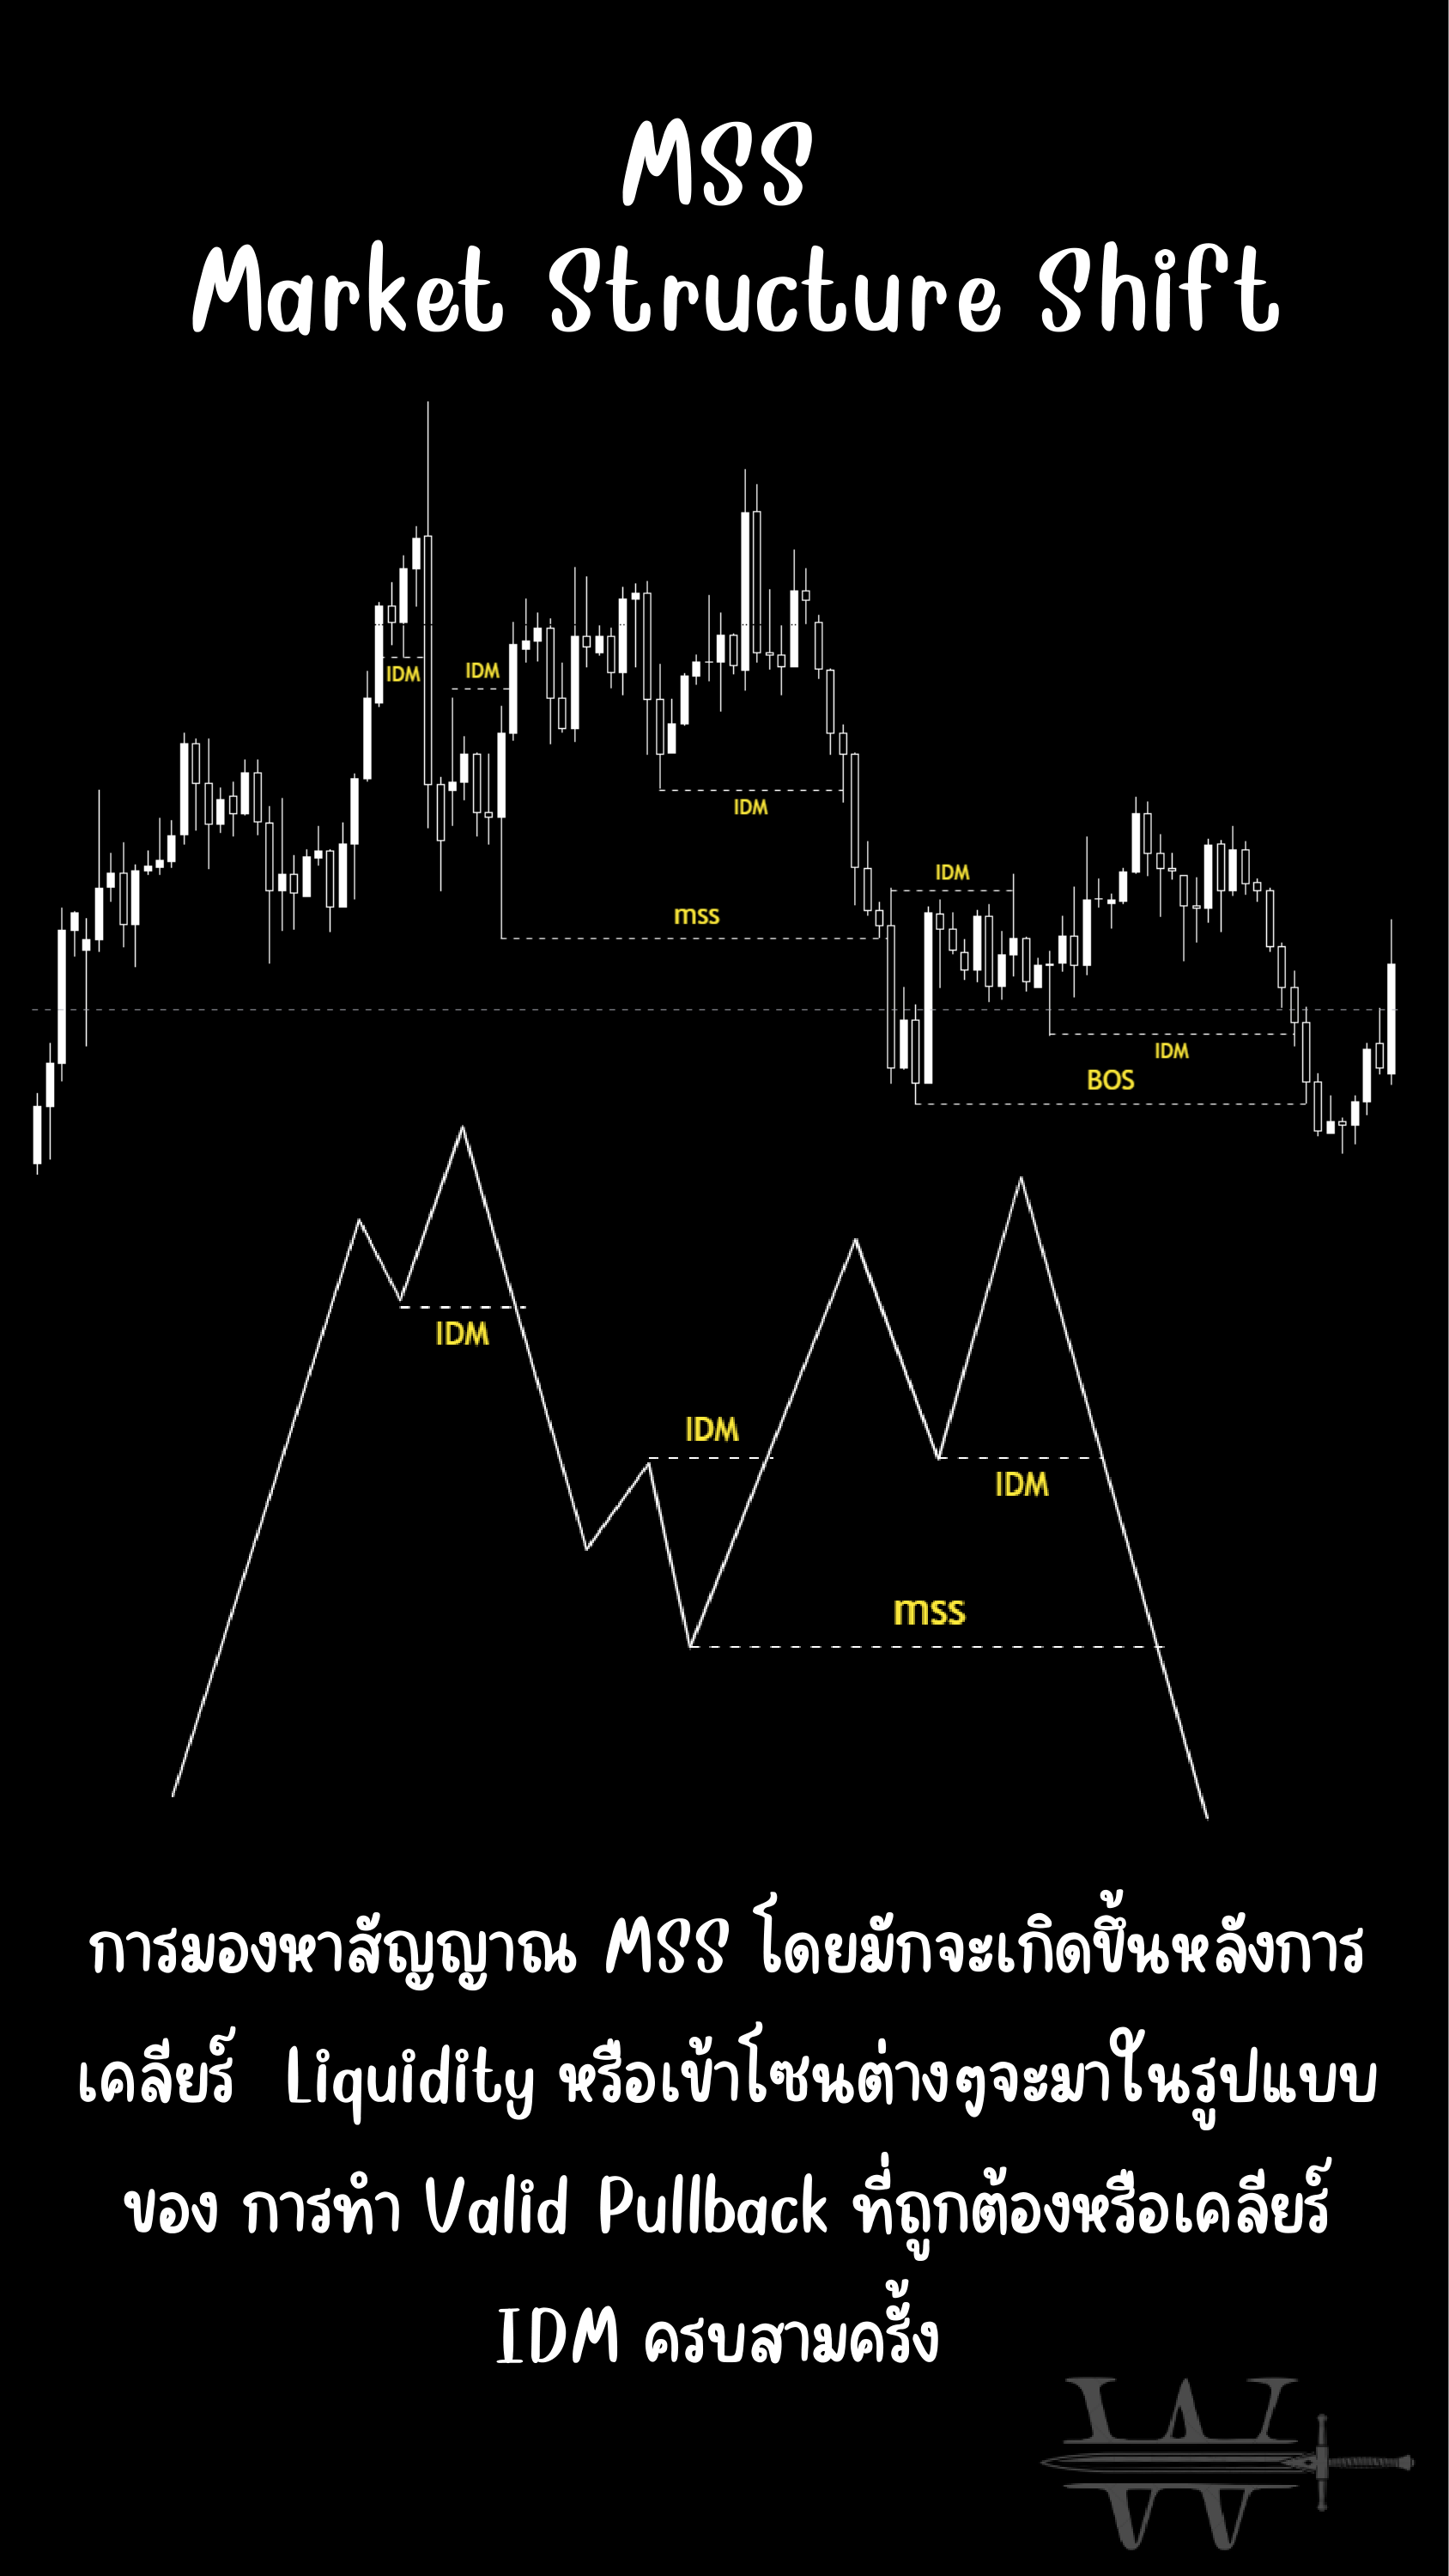 MSS
Market Structure Shift
IDM
IDM
IDM
mss
IDM
IDM
BOS
IDM
IDM
IDM
mss
การมองหาสัญญาณ MSS โดยมักจะเกิดขึ้นหลังการ
เคลียร์ Liquidity หรือเข้าโซนต่างๆจะมาในรูปแบบ
ของ การทำ Valid Pullback ที่ถูกต้องหรือเคลียร์
IDM ครบสามครั้ง
W